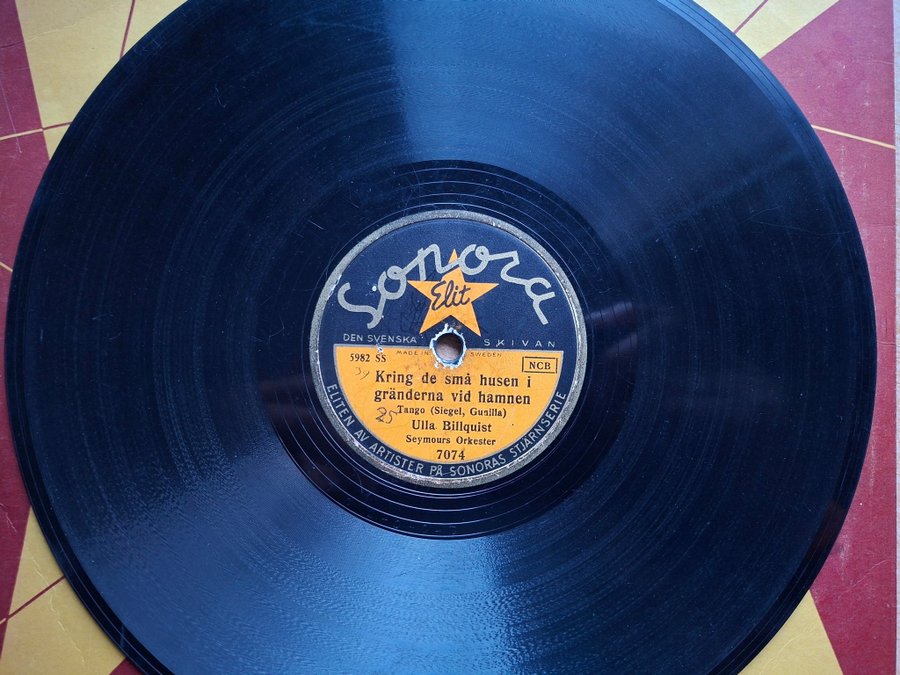 Sonora
Elit
DEN SVENSKA SKIVAN
MADE IN SWEDEN
5982 SS NCB
Kring de små husen i
gränderna vid hamnen
Tango (Siegel, Gunilla)
25
Ulla Billquist
Seymours Orkester
7074
ELITEN AV ARTISTER PÅ SONORAS STJÄRNSERIE